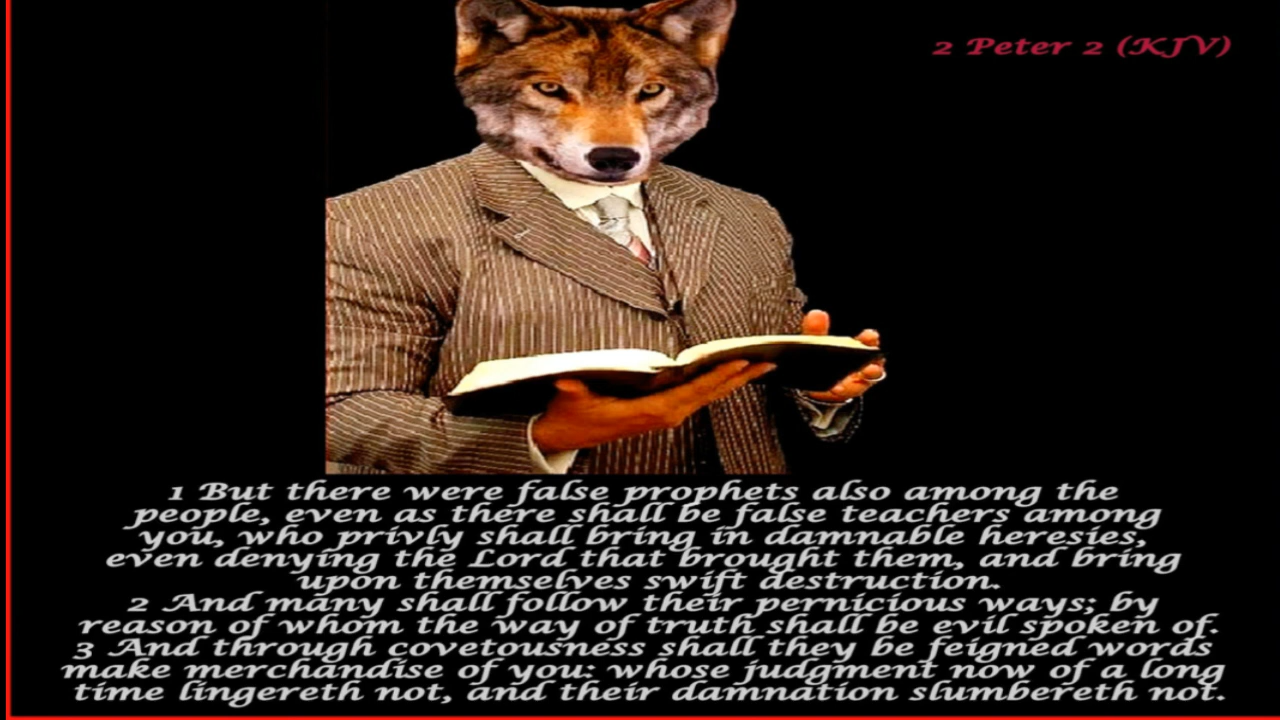 2 Peter 2 (KJV)
1 But there were false prophets also among the
people, even as there shall be false teachers among
you, who privly shall bring in damnable heresies,
even denying the Lord that brought them, and bring
upon themselves swift destruction.
2 And many shall follow their pernicious ways; by
reason of whom the way of truth shall be evil spoken of.
3 And through covetousness shall they be feigned words
make merchandise of you: whose judgment now of a long
time lingereth not, and their damnation slumbereth not.